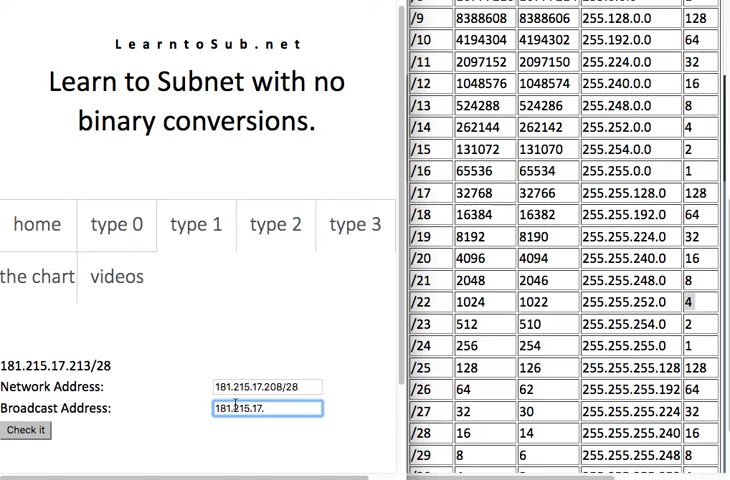 LearntoSub.net
Learn to Subnet with no
binary conversions.
home type 0 type 1 type 2 type 3
the chart videos
181.215.17.213/28
Network Address: 181.215.17.208/28
Broadcast Address: 181.215.17.
Check it
/9 8388608 8388606 255.128.0.0 128
/10 4194304 4194302 255.192.0.0 64
/11 2097152 2097150 255.224.0.0 32
/12 1048576 1048574 255.240.0.0 16
/13 524288 524286 255.248.0.0 8
/14 262144 262142 255.252.0.0 4
/15 131072 131070 255.254.0.0 2
/16 65536 65534 255.255.0.0 1
/17 32768 32766 255.255.128.0 128
/18 16384 16382 255.255.192.0 64
/19 8192 8190 255.255.224.0 32
/20 4096 4094 255.255.240.0 16
/21 2048 2046 255.255.248.0 8
/22 1024 1022 255.255.252.0 4
/23 512 510 255.255.254.0 2
/24 256 254 255.255.255.0 1
/25 128 126 255.255.255.128 128
/26 64 62 255.255.255.192 64
/27 32 30 255.255.255.224 32
/28 16 14 255.255.255.240 16
/29 8 6 255.255.255.248 8